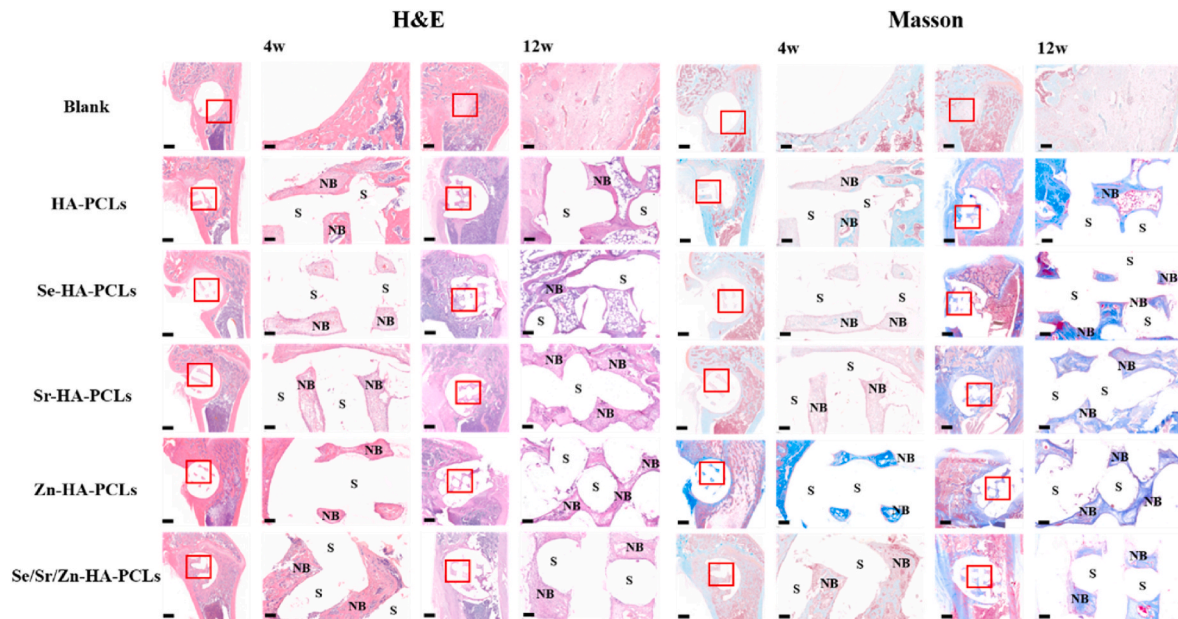 H&E Masson
4w 12w 4w 12w
Blank
HA-PCLs
NB S S NB
NB S S
NB S S NB
NB S S
Se-HA-PCLs
S S NB NB
S NB S
S S NB NB
S NB S NB S NB
Sr-HA-PCLs
NB NB S S
NB NB S NB
S NB S NB
NB S S NB
Zn-HA-PCLs
NB S NB
S NB S NB NB
NB S S NB
NB S NB NB
Se/Sr/Zn-HA-PCLs
S NB S NB S
NB S S NB
S NB NB S
NB S S NB